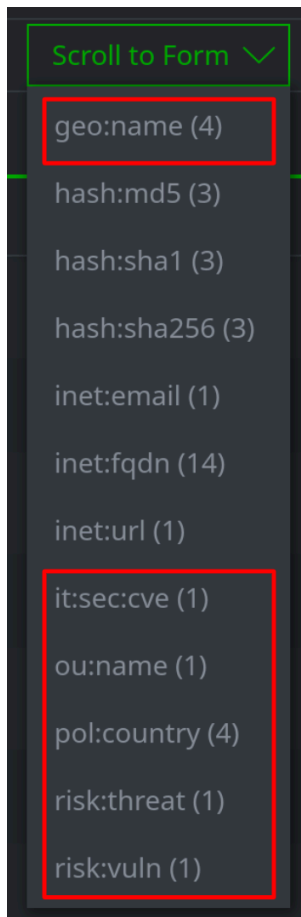 Scroll to Form
geo:name (4)
hash:md5 (3)
hash:sha1 (3)
hash:sha256 (3)
inet:email (1)
inet:fqdn (14)
inet:url (1)
it:sec:cve (1)
ou:name (1)
pol:country (4)
risk:threat (1)
risk:vuln (1)